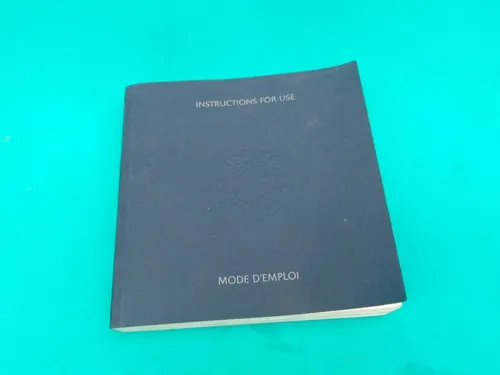 INSTRUCTIONS FOR USE
MODE D'EMPLOI